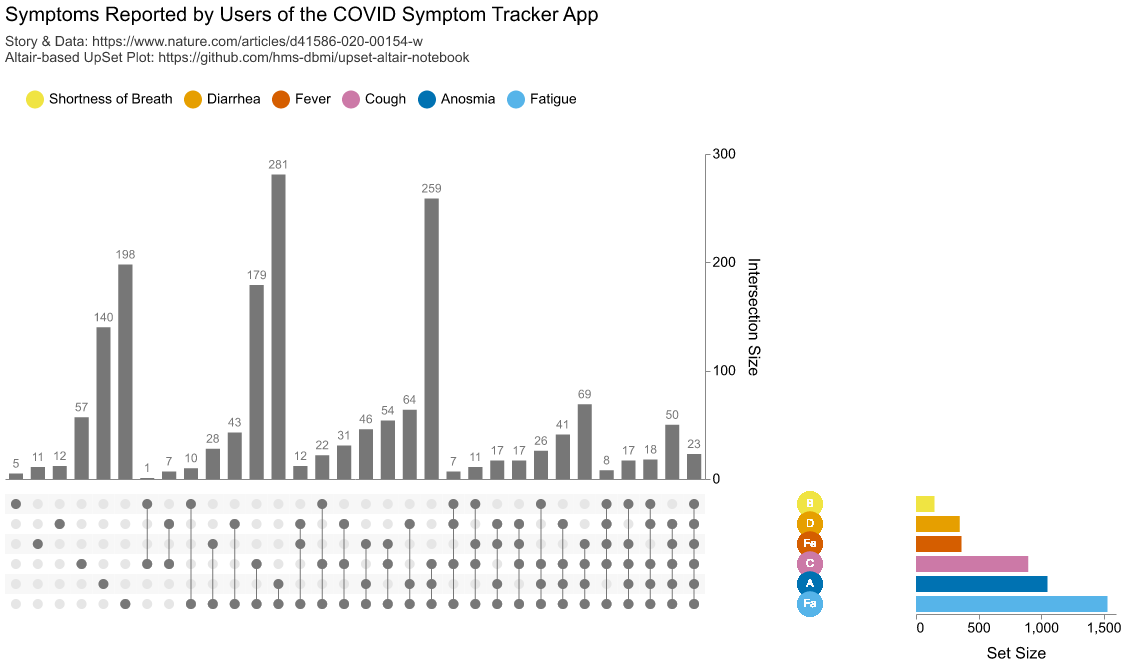 Symptoms Reported by Users of the COVID Symptom Tracker App
Story & Data: https://www.nature.com/articles/d41586-020-00154-w
Altair-based UpSet Plot: https://github.com/hms-dbmi/upset-altair-notebook
Shortness of Breath Diarrhea Fever Cough Anosmia Fatigue
300
200
100
0
Intersection Size
5 11 12 57 140 198 1 7 10 28 43 179 281 12 22 31 46 54 64 259 7 11 17 17 26 41 69 8 17 18 50 23
B
D
Fe
C
A
Fa
0 500 1,000 1,500
Set Size